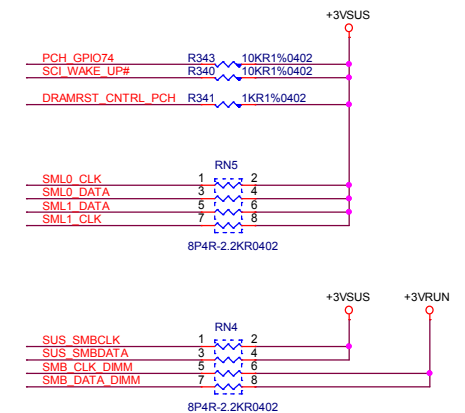 +3VSUS
PCH_GPIO74 R343 10KR1%0402
SCI_WAKE_UP# R340 10KR1%0402
DRAMRST_CNTRL_PCH R341 1KR1%0402
RN5
SML0_CLK 1 2
SML0_DATA 3 4
SML1_DATA 5 6
SML1_CLK 7 8
8P4R-2.2KR0402
+3VSUS +3VRUN
RN4
SUS_SMBCLK 1 2
SUS_SMBDATA 3 4
SMB_CLK_DIMM 5 6
SMB_DATA_DIMM 7 8
8P4R-2.2KR0402